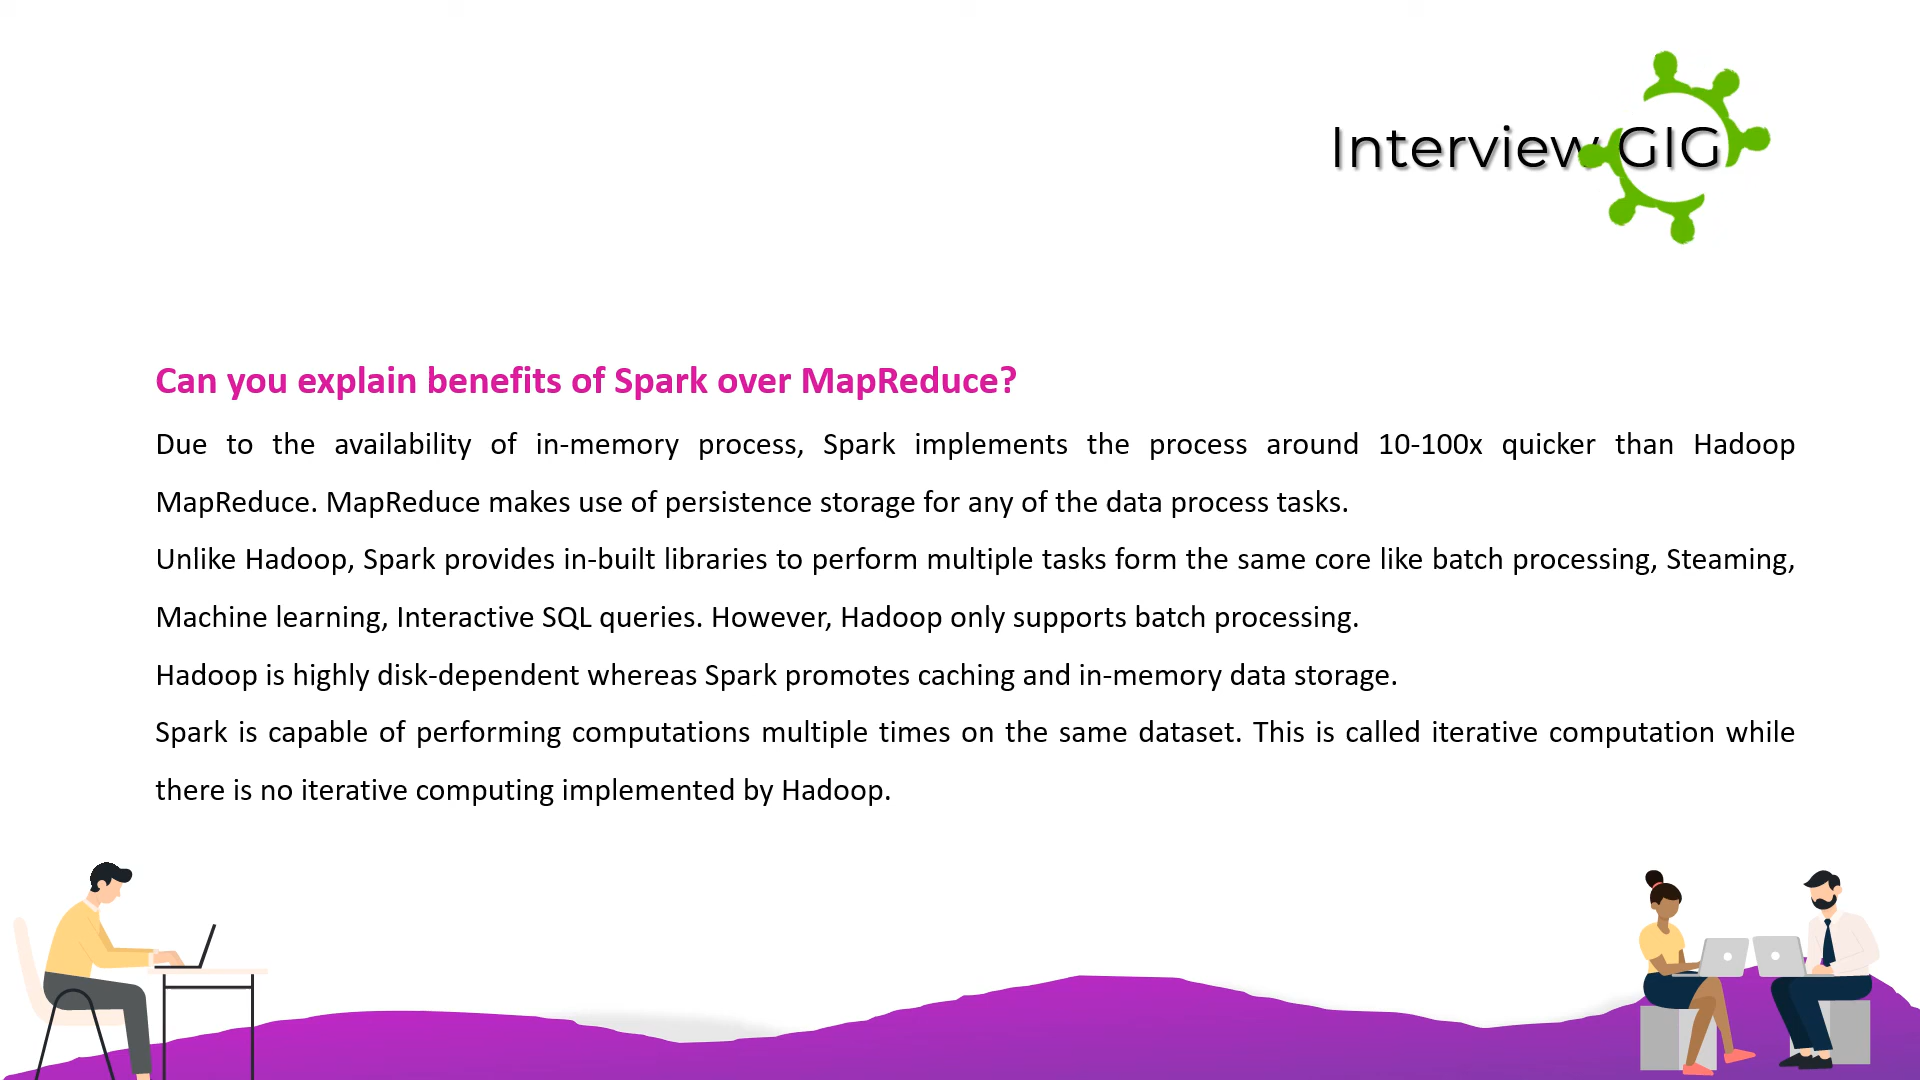 Interview GIG
Can you explain benefits of Spark over MapReduce?
Due to the availability of in-memory process, Spark implements the process around 10-100x quicker than Hadoop
MapReduce. MapReduce makes use of persistence storage for any of the data process tasks.
Unlike Hadoop, Spark provides in-built libraries to perform multiple tasks form the same core like batch processing, Steaming,
Machine learning, Interactive SQL queries. However, Hadoop only supports batch processing.
Hadoop is highly disk-dependent whereas Spark promotes caching and in-memory data storage.
Spark is capable of performing computations multiple times on the same dataset. This is called iterative computation while
there is no iterative computing implemented by Hadoop.